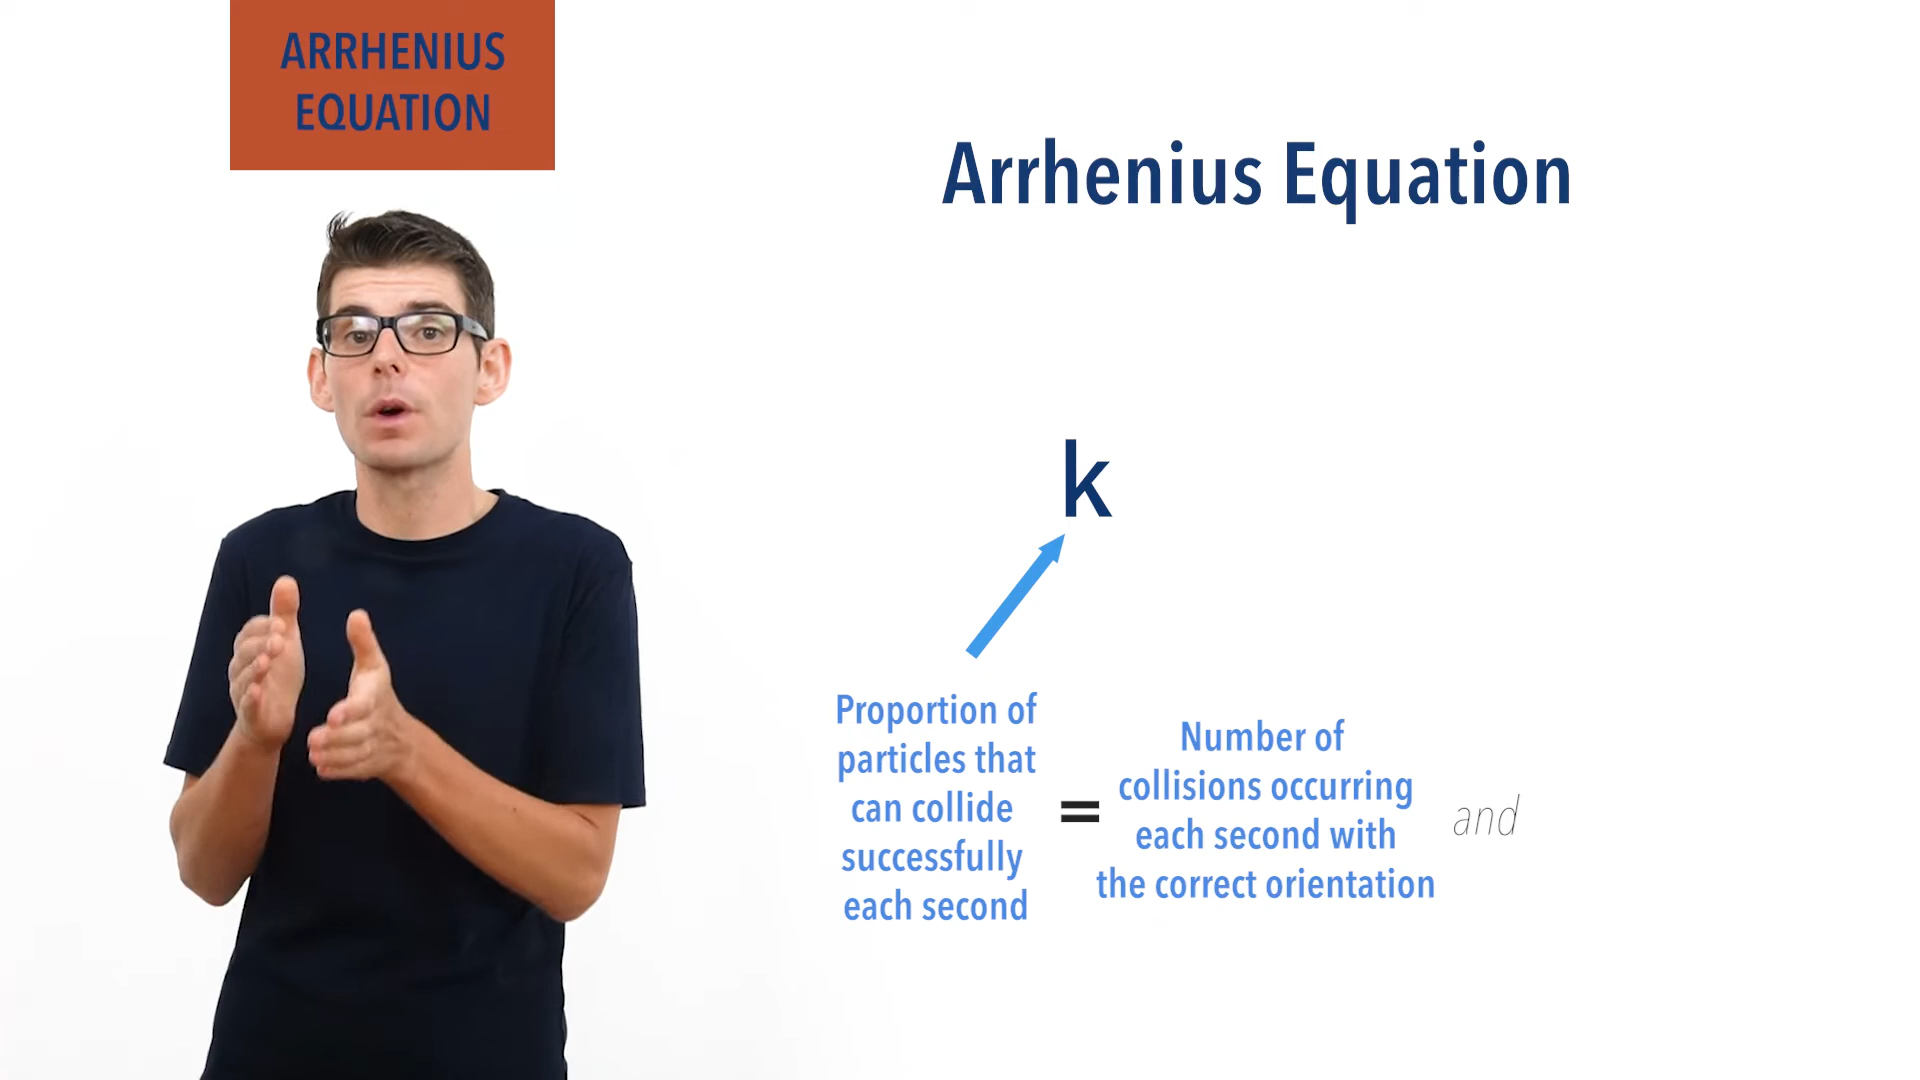 ARRHENIUS
EQUATION
Arrhenius Equation
k
Proportion of
particles that
can collide
successfully
each second
=
Number of
collisions occurring
each second with
the correct orientation
and